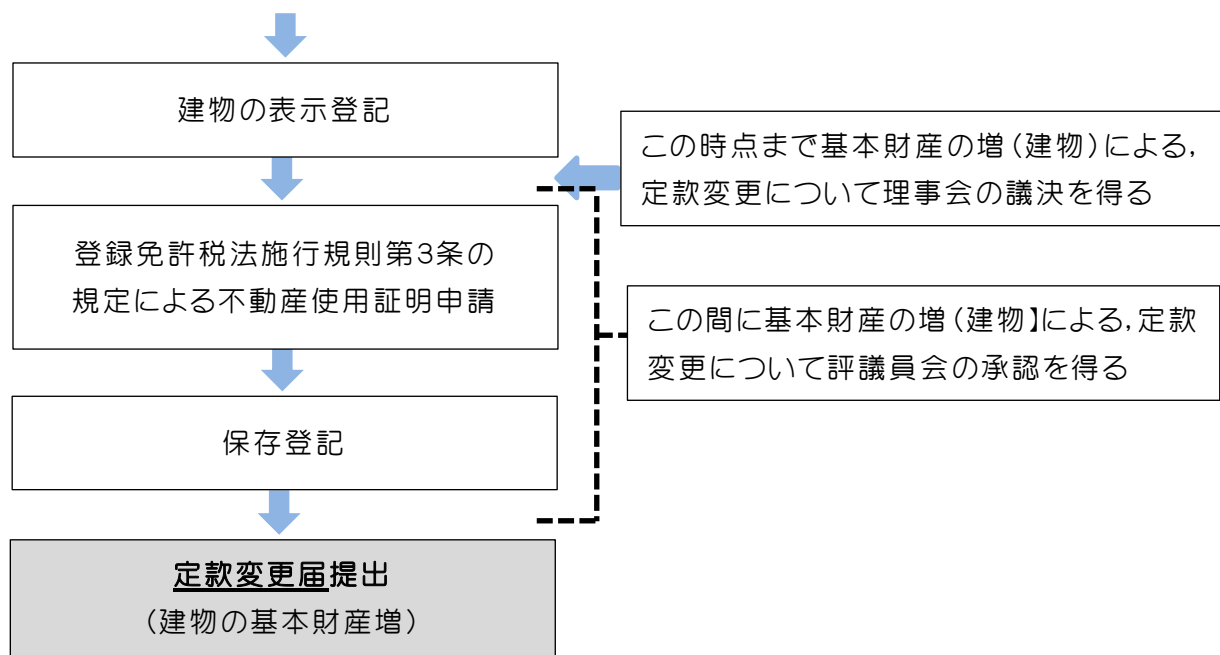 建物の表示登記
この時点まで基本財産の増（建物）による，
定款変更について理事会の議決を得る
登録免許税法施行規則第3条の
規定による不動産使用証明申請
この間に基本財産の増（建物】による，定款
変更について評議員会の承認を得る
保存登記
定款変更届提出
（建物の基本財産増）